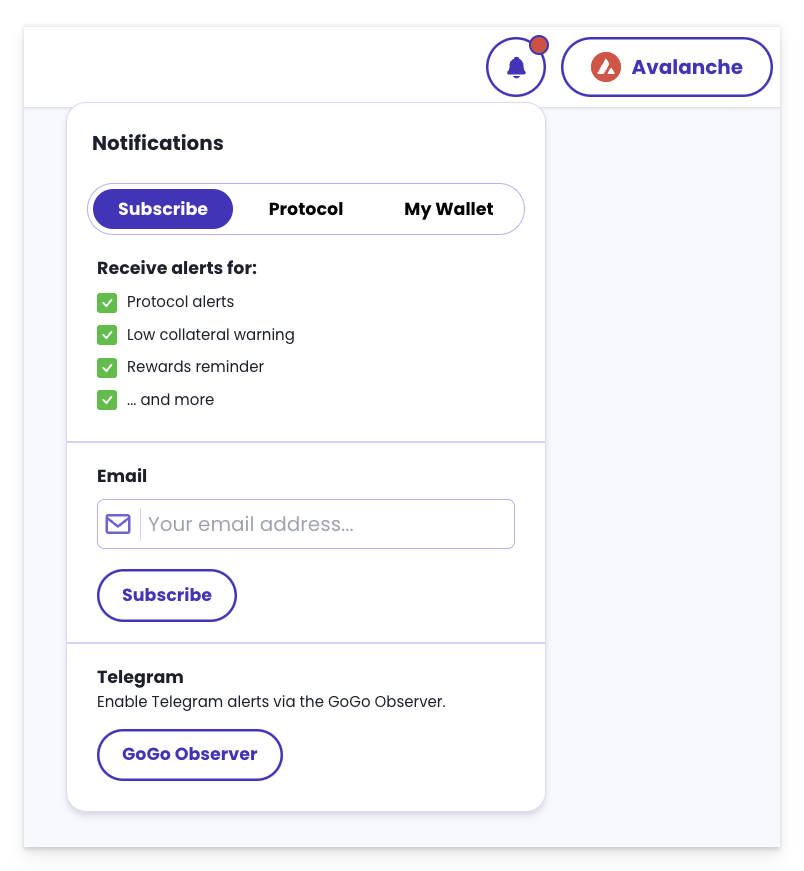 Avalanche
Notifications
Subscribe Protocol My Wallet
Receive alerts for:
Protocol alerts
Low collateral warning
Rewards reminder
... and more
Email
Your email address...
Subscribe
Telegram
Enable Telegram alerts via the GoGo Observer.
GoGo Observer